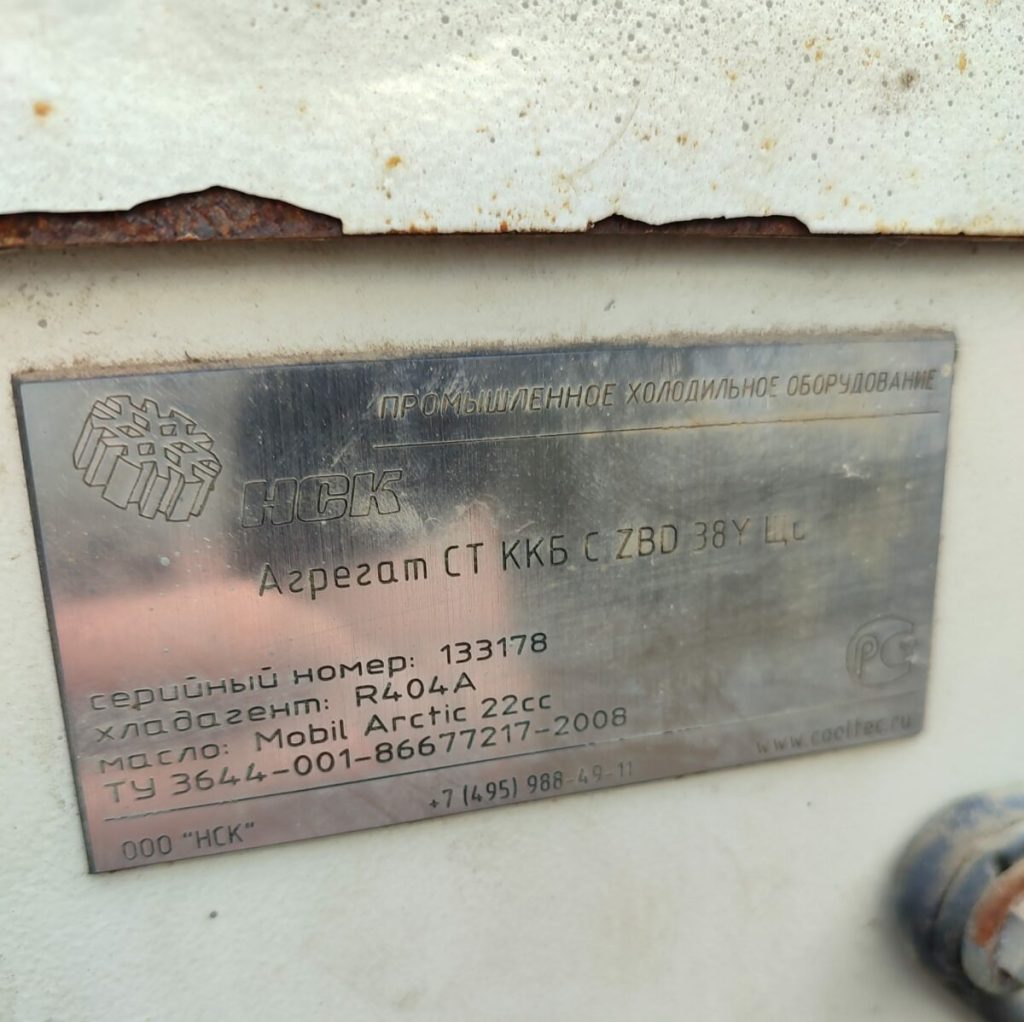 ПРОМЫШЛЕННОЕ ХОЛОДИЛЬНОЕ ОБОРУДОВАНИЕ
НСК
Агрегат СТ ККБ С ZBD 38Y
серийный номер: 133178
хладагент: R404A
масло: Mobil Arctic 22cc
ТУ 3644-001-86677217-2008
РС
www.cooltec.ru
ООО "НСК"
+7 (495) 988-49-11